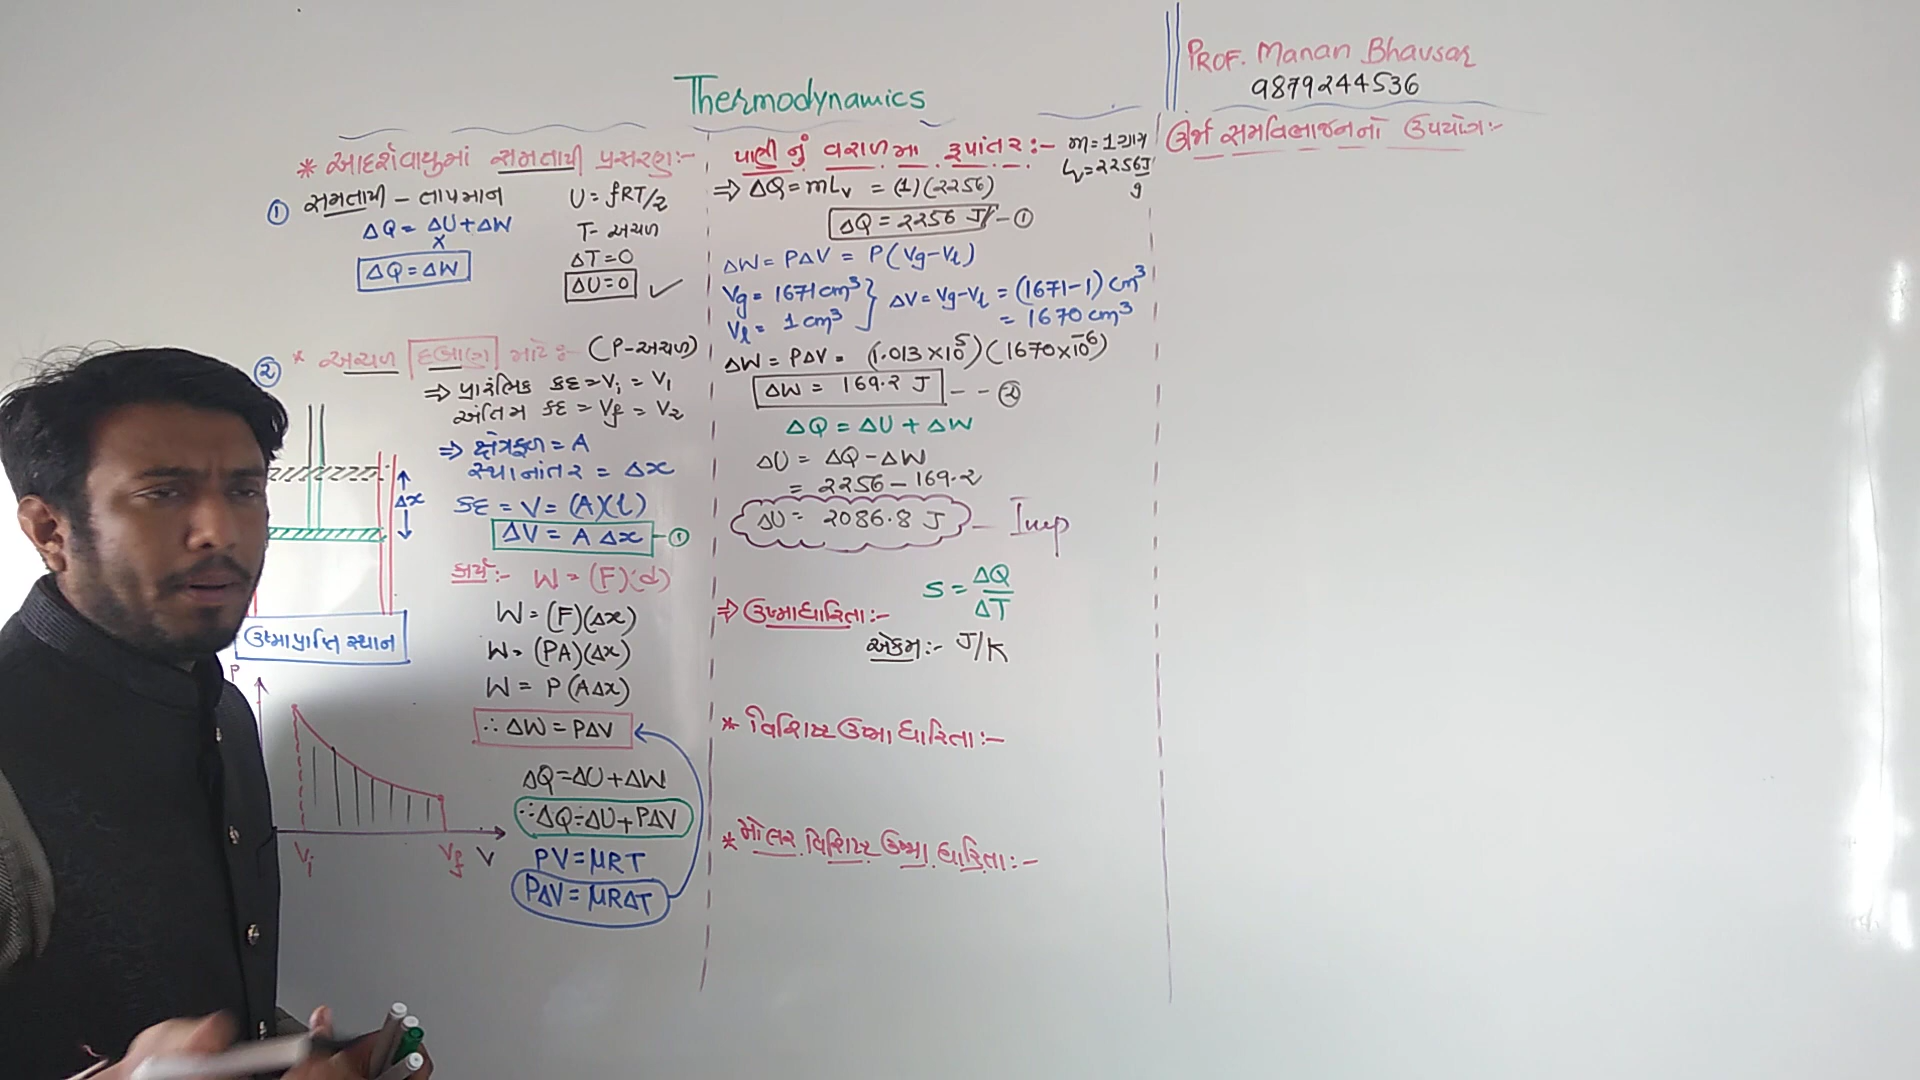 Thermodynamics
PROF. Manan Bhavsar
9879244536
* આદર્શવાયુમાં સમતાપી પ્રસરણ:-
① સમતાપી - તાપમાન
ΔQ = ΔU + ΔW
x
ΔQ = ΔW
U = fRT/2
T - અચળ
ΔT = 0
ΔU = 0 ✓
② * અચળ દબાણ માટે:- (P-અચળ)
⇒ પ્રારંભિક કદ = Vi = V1
અંતિમ કદ = Vf = V2
⇒ ક્ષેત્રફળ = A
સ્થાનાંતર = Δx
કદ = V = (A)(l)
ΔV = A Δx - ①
Δx
ઉષ્માપ્રાપ્તિ સ્થાન
કાર્ય:- W = (F)(d)
W = (F)(Δx)
W = (PA)(Δx)
W = P(AΔx)
∴ ΔW = PΔV
ΔQ = ΔU + ΔW
∴ ΔQ = ΔU + PΔV
PV = μRT
PΔV = μRΔT
P
Vi
Vf
V
પાણી નું વરાળમાં રૂપાંતર:- m = 1 ગ્રામ
Lv = 2256 J/g
⇒ ΔQ = mLv = (1)(2256)
ΔQ = 2256 J - ①
ΔW = PΔV = P(Vg - Vl)
Vg = 1671 cm³
Vl = 1 cm³
} ΔV = Vg - Vl = (1671 - 1) cm³
= 1670 cm³
ΔW = PΔV = (1.013 × 10⁵)(1670 × 10⁻⁶)
ΔW = 169.2 J - - ②
ΔQ = ΔU + ΔW
ΔU = ΔQ - ΔW
= 2256 - 169.2
ΔU = 2086.8 J - Imp
⇒ ઉષ્માધારિતા:-
S = ΔQ/ΔT
એકમ:- J/K
* વિશિષ્ટ ઉષ્મા ધારિતા:-
* મોલર વિશિષ્ટ ઉષ્મા ધારિતા:-
ઊર્જા સમવિભાજનનો ઉપયોગ:-